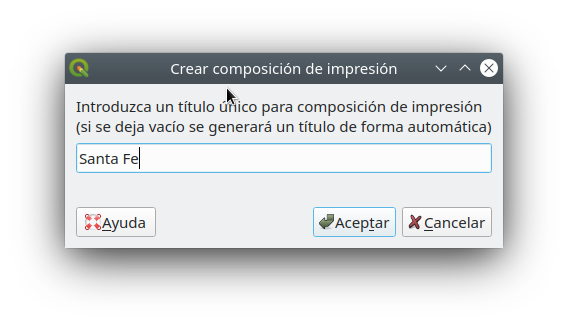 Crear composición de impresión
Introduzca un título único para composición de impresión
(si se deja vacío se generará un título de forma automática)
Santa Fe
Ayuda
Aceptar
Cancelar